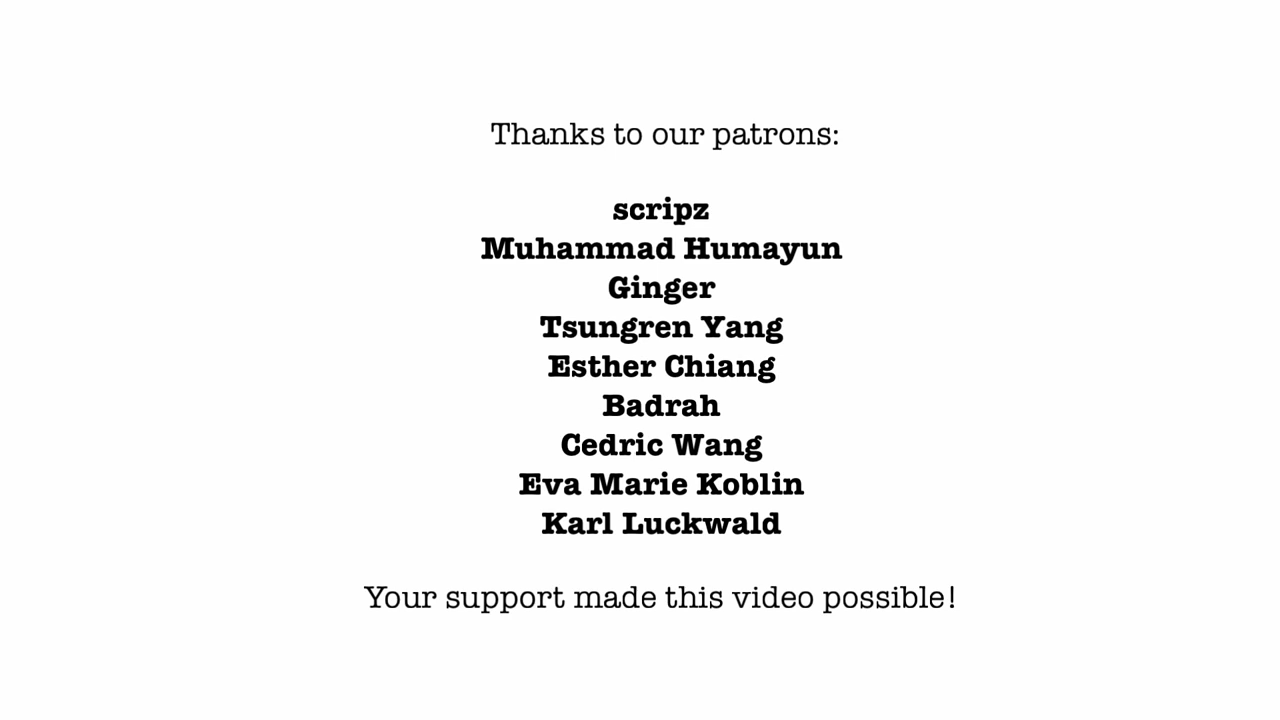 Thanks to our patrons:
scripz
Muhammad Humayun
Ginger
Tsungren Yang
Esther Chiang
Badrah
Cedric Wang
Eva Marie Koblin
Karl Luckwald
Your support made this video possible!